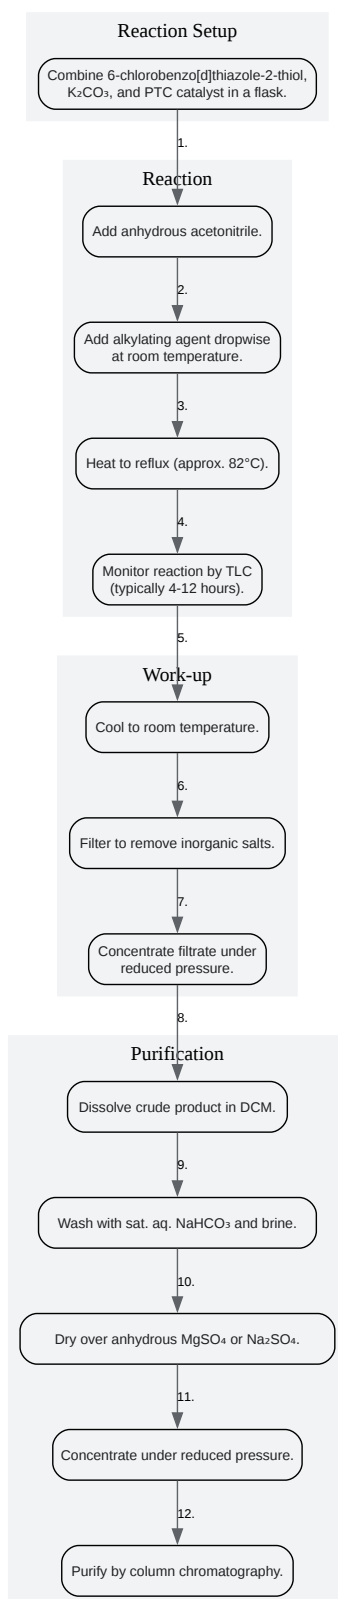 Reaction Setup
Combine 6-chlorobenzo[d]thiazole-2-thiol,
K₂CO₃, and PTC catalyst in a flask.
1.
Reaction
Add anhydrous acetonitrile.
2.
Add alkylating agent dropwise
at room temperature.
3.
Heat to reflux (approx. 82°C).
4.
Monitor reaction by TLC
(typically 4-12 hours).
5.
Work-up
Cool to room temperature.
6.
Filter to remove inorganic salts.
7.
Concentrate filtrate under
reduced pressure.
8.
Purification
Dissolve crude product in DCM.
9.
Wash with sat. aq. NaHCO₃ and brine.
10.
Dry over anhydrous MgSO₄ or Na₂SO₄.
11.
Concentrate under reduced pressure.
12.
Purify by column chromatography.